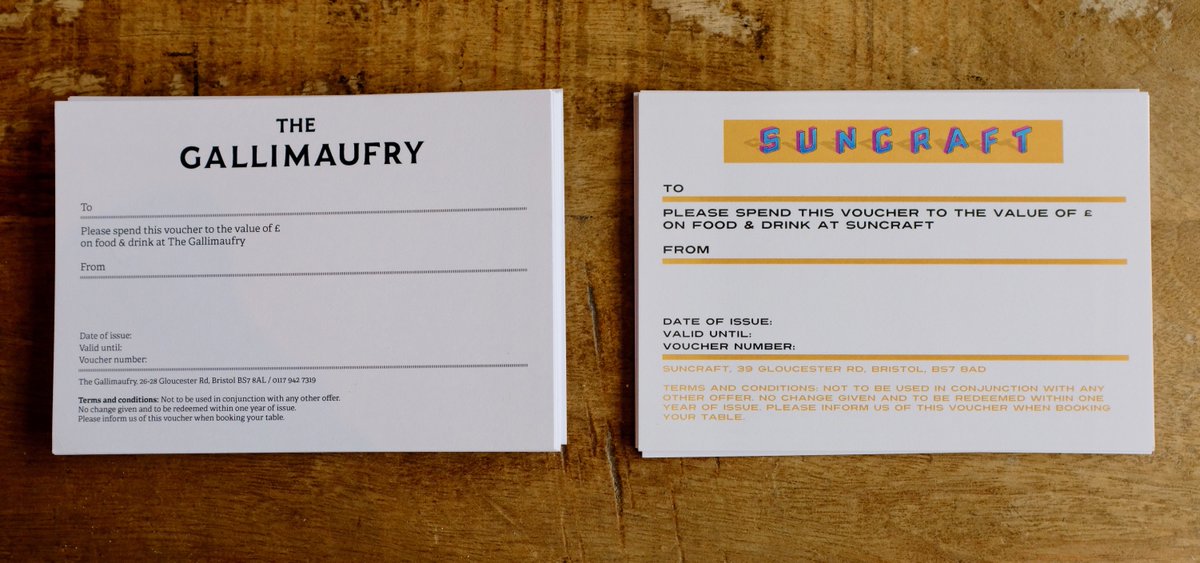 THE
GALLIMAUFRY
To
Please spend this voucher to the value of £
on food & drink at The Gallimaufry
From
Date of issue:
Valid until:
Voucher number:
The Gallimaufry, 26-28 Gloucester Rd, Bristol BS7 8AL / 0117 942 7319
Terms and conditions: Not to be used in conjunction with any other offer.
No change given and to be redeemed within one year of issue.
Please inform us of this voucher when booking your table.
SUNCRAFT
TO
PLEASE SPEND THIS VOUCHER TO THE VALUE OF £
ON FOOD & DRINK AT SUNCRAFT
FROM
DATE OF ISSUE:
VALID UNTIL:
VOUCHER NUMBER:
SUNCRAFT, 39 GLOUCESTER RD, BRISTOL, BS7 8AD
TERMS AND CONDITIONS: NOT TO BE USED IN CONJUNCTION WITH ANY
OTHER OFFER. NO CHANGE GIVEN AND TO BE REDEEMED WITHIN ONE
YEAR OF ISSUE. PLEASE INFORM US OF THIS VOUCHER WHEN BOOKING
YOUR TABLE.